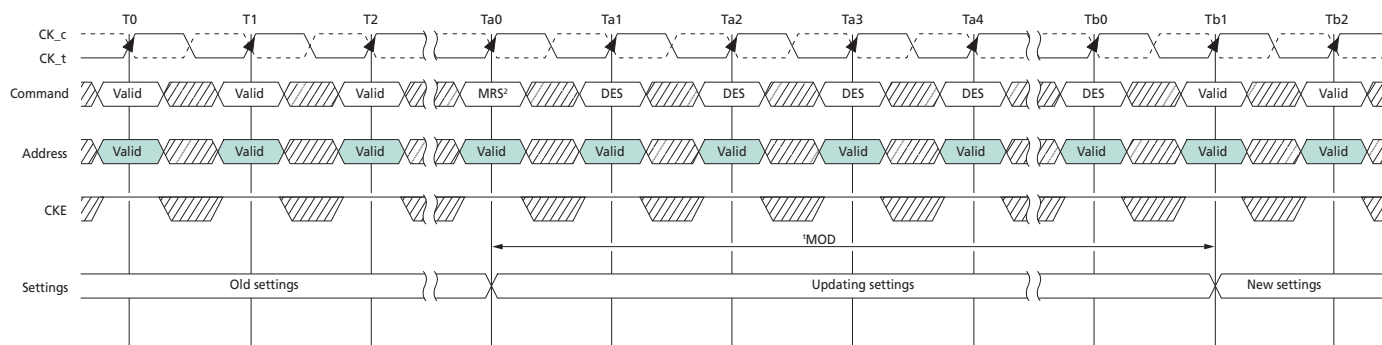 T0 T1 T2 Ta0 Ta1 Ta2 Ta3 Ta4 Tb0 Tb1 Tb2
CK_c
CK_t
Command Valid Valid Valid MRS² DES DES DES DES DES Valid Valid
Address Valid Valid Valid Valid Valid Valid Valid Valid Valid Valid Valid
CKE
tMOD
Settings Old settings Updating settings New settings